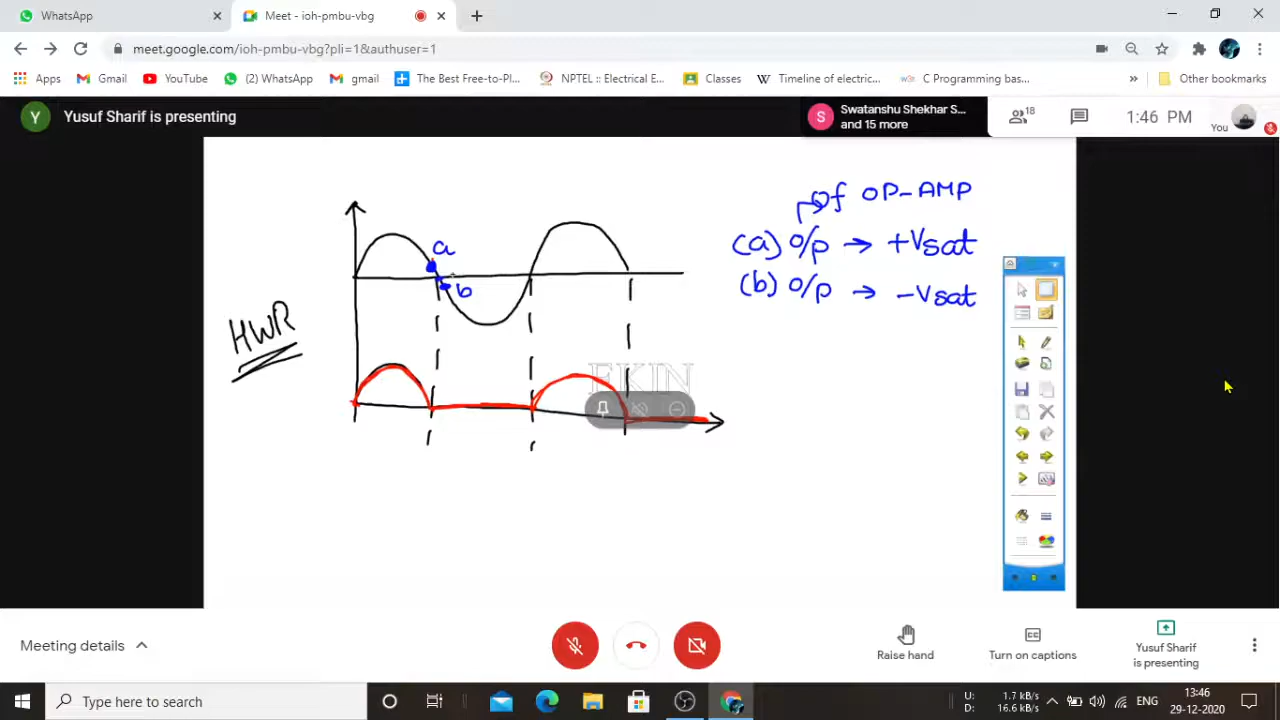 WhatsApp
Meet - ioh-pmbu-vbg
meet.google.com/ioh-pmbu-vbg?pli=1&authuser=1
Apps
Gmail
YouTube
(2) WhatsApp
gmail
The Best Free-to-Pl...
NPTEL :: Electrical E...
Classes
Timeline of electric...
C Programming bas...
»
Other bookmarks
Y
Yusuf Sharif is presenting
S
Swatanshu Shekhar S...
and 15 more
18
1:46 PM
You
of OP-AMP
(a) O/p → +Vsat
(b) O/p → -Vsat
a
b
HWR
EKIN
Meeting details
Raise hand
Turn on captions
Yusuf Sharif
is presenting
Type here to search
U: 1.7 kB/s
D: 16.6 kB/s
ENG
13:46
29-12-2020